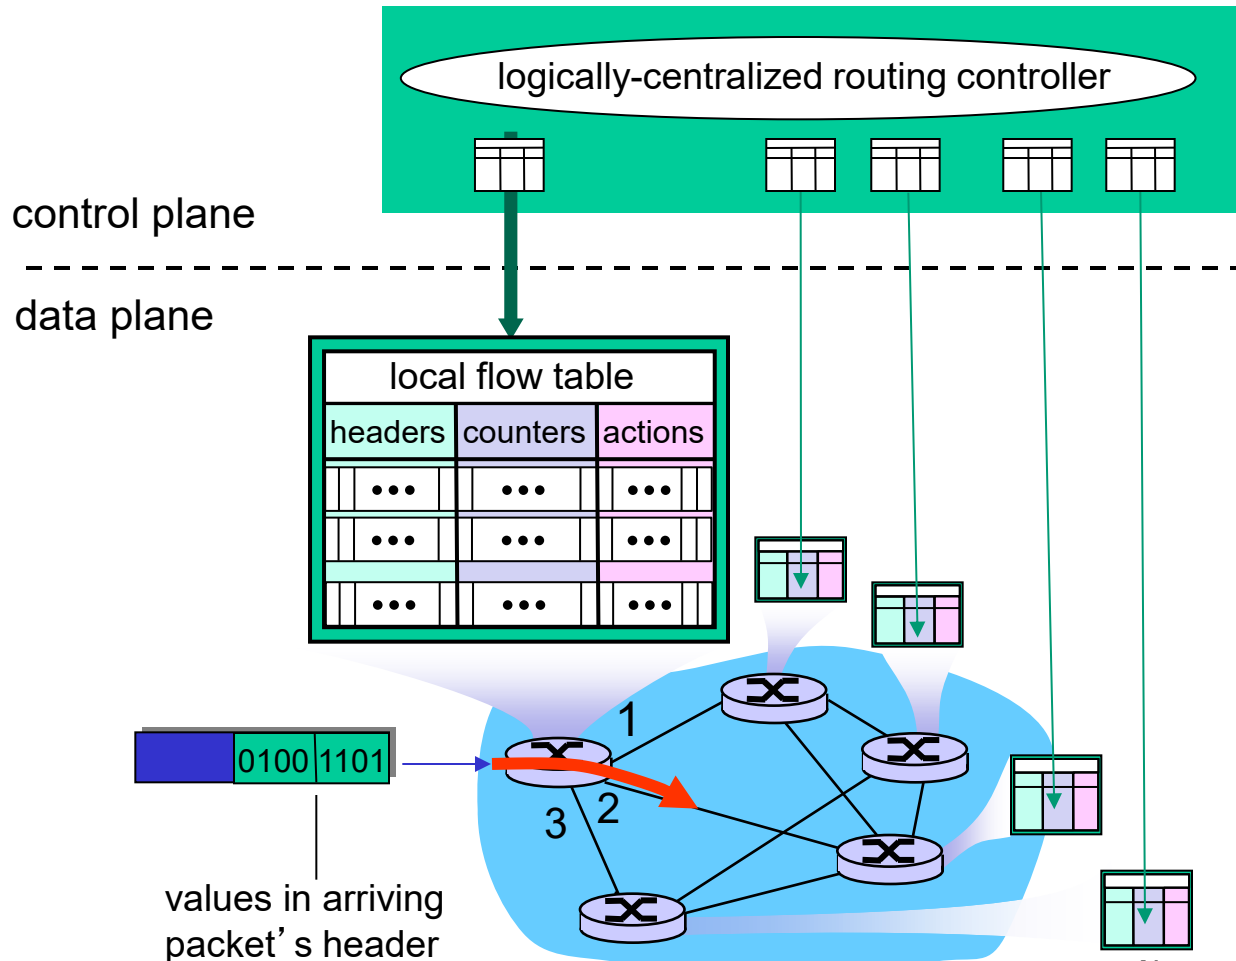 logically-centralized routing controller
control plane
data plane
local flow table
headers counters actions
1
0100 1101
2
3
values in arriving
packet’s header